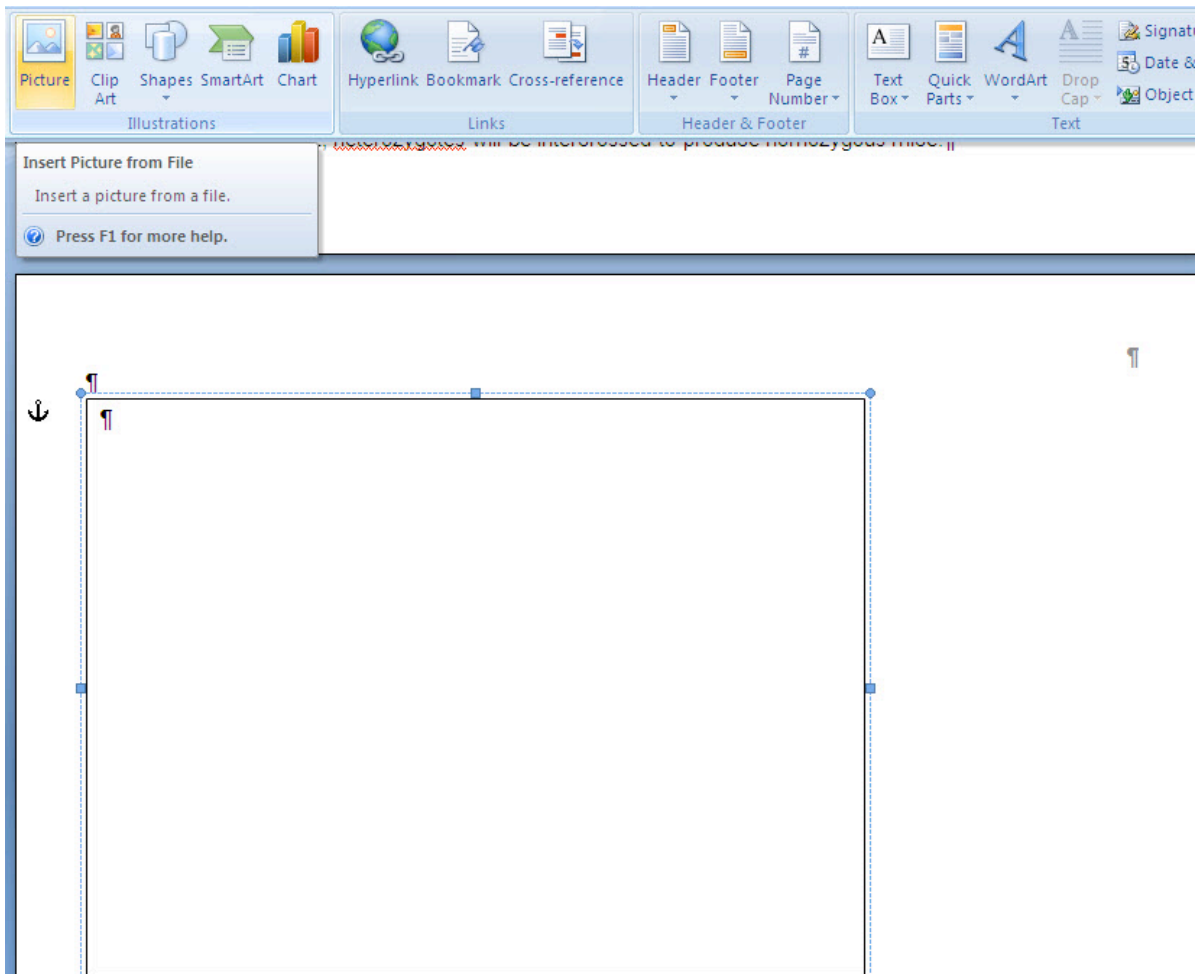 Picture
Clip
Art
Shapes
SmartArt
Chart
Illustrations
Hyperlink
Bookmark
Cross-reference
Links
Header
Footer
Page
Number
Header & Footer
A
Text
Box
Quick
Parts
WordArt
Drop
Cap
Signatu
Date &
Object
Text
, heterozygotes will be intercrossed to produce homozygous mice.¶
Insert Picture from File
Insert a picture from a file.
Press F1 for more help.
¶
¶
¶